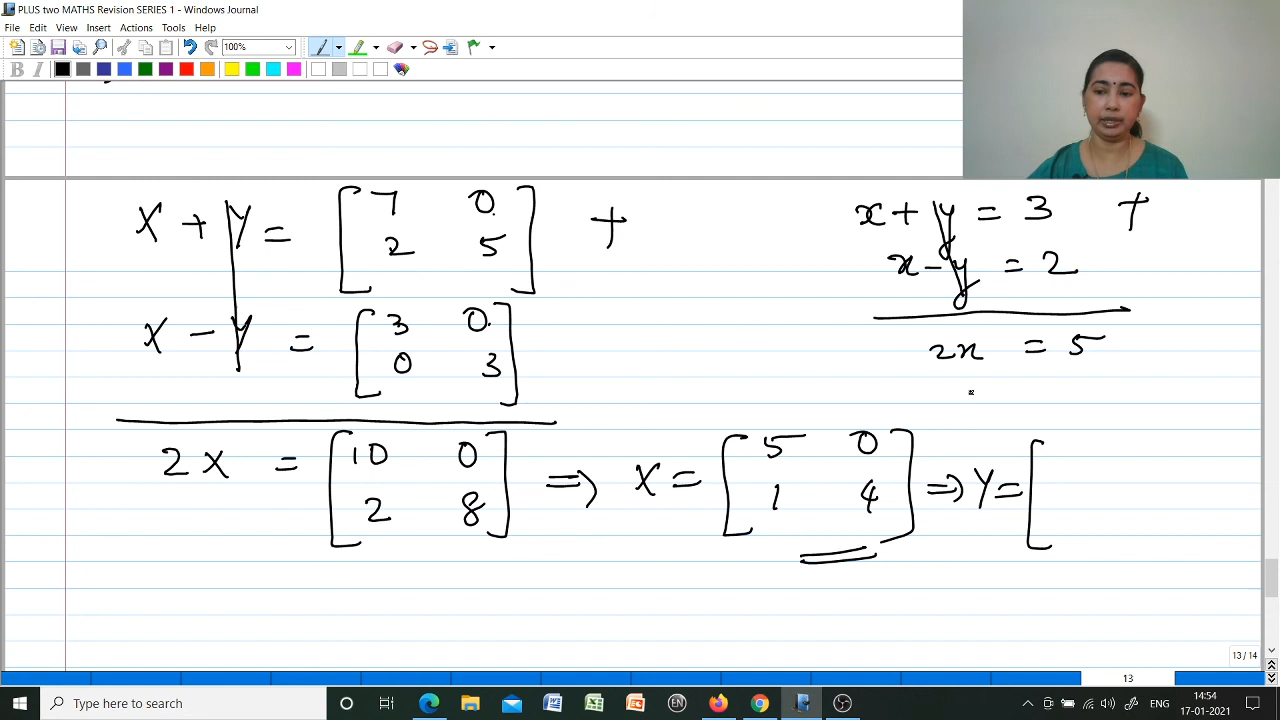 PLUS two MATHS Revision SERIES 1 - Windows Journal
File Edit View Insert Actions Tools Help
100%
B I
X + Y = [ 7 0
2 5 ] +
x + y = 3 +
x - y = 2
X - Y = [ 3 0
0 3 ]
2x = 5
2X = [ 10 0
2 8 ] ⇒ X = [ 5 0
1 4 ] ⇒ Y = [
13 / 14
13
Type here to search
EN
14:54
17-01-2021